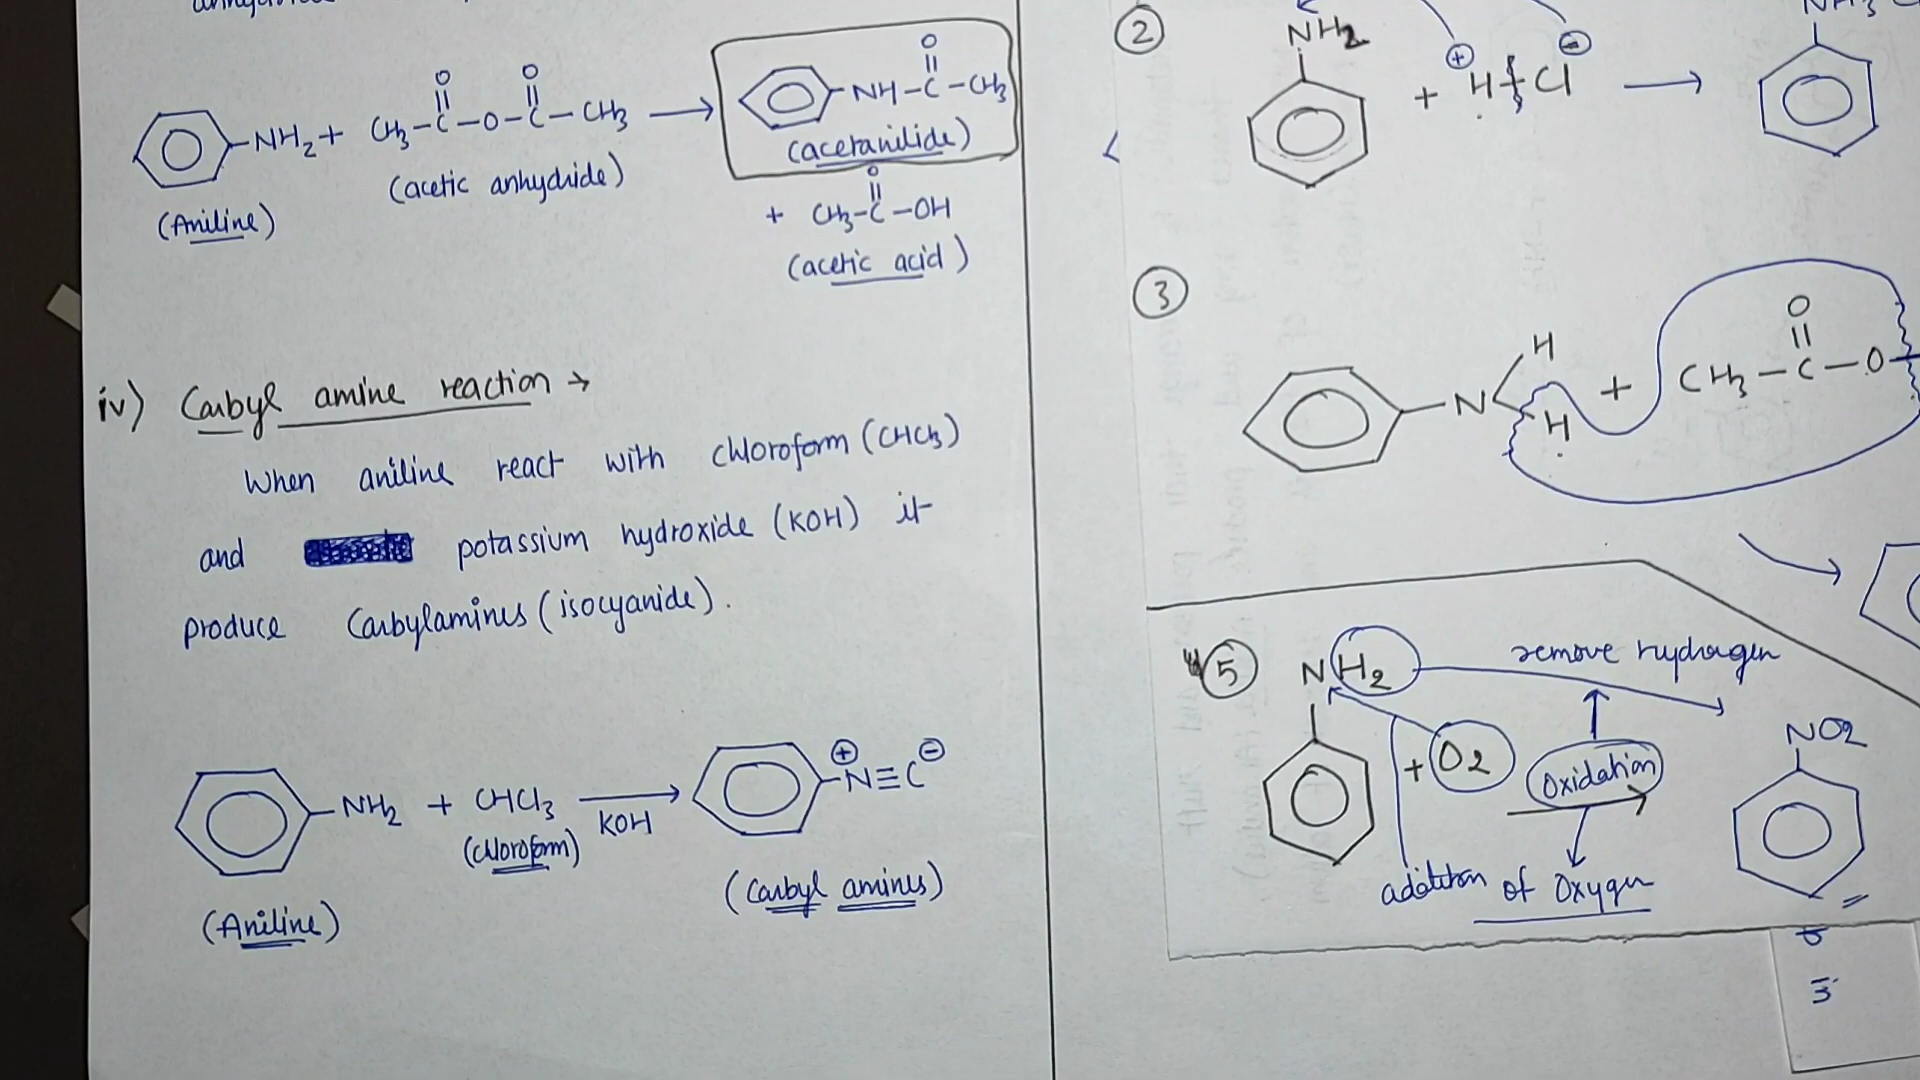 O O
|| ||
-NH₂ + CH₃-C-O-C-CH₃ →
(Aniline)
(acetic anhydride)
O
||
-NH-C-CH₃
(acetanilide)
O
||
+ CH₃-C-OH
(acetic acid)
iv) Carbyl amine reaction →
When aniline react with chloroform (CHCl₃)
and potassium hydroxide (KOH) it
produce Carbylamines (isocyanide).
-NH₂ + CHCl₃ → KOH -N⊕≡C⊖
(Aniline)
(chloroform)
(Carbyl amines)
②
NH₂
+ H⊕ Cl⊖ →
③
H
-N
H
+
O
||
CH₃-C-O-
⑤
NH₂ remove hydrogen
+ O₂ Oxidation
NO₂
addition of Oxygen